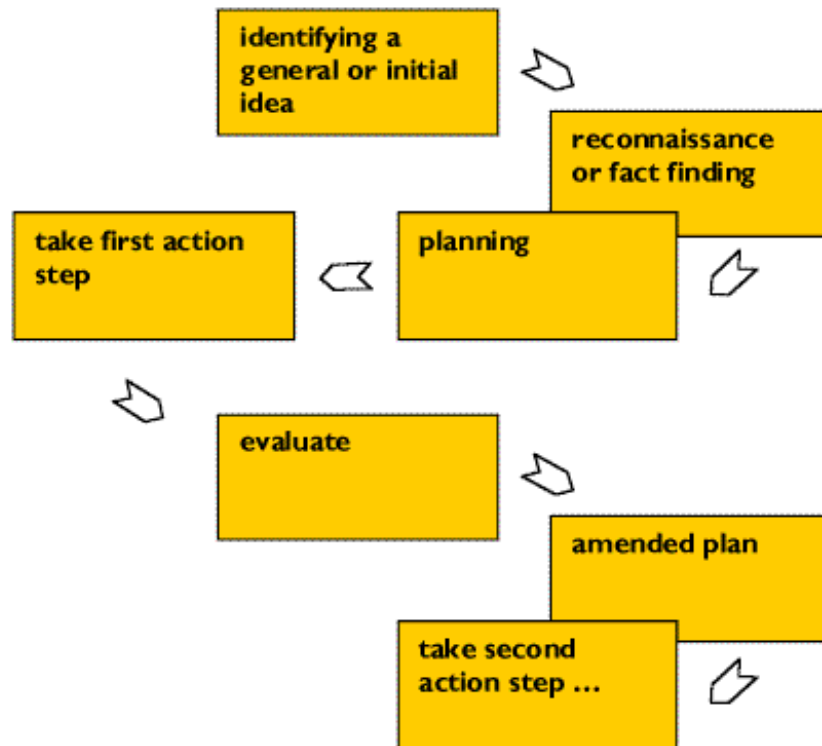 identifying a
general or initial
idea
reconnaissance
or fact finding
planning
take first action
step
evaluate
amended plan
take second
action step ...